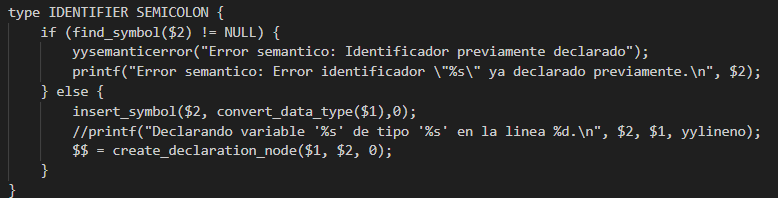 type IDENTIFIER SEMICOLON {
    if (find_symbol($2) != NULL) {
        yysemanticerror("Error semantico: Identificador previamente declarado");
        printf("Error semantico: Error identificador \"%s\" ya declarado previamente.\n", $2);
    } else {
        insert_symbol($2, convert_data_type($1),0);
        //printf("Declarando variable '%s' de tipo '%s' en la linea %d.\n", $2, $1, yylineno);
        $$ = create_declaration_node($1, $2, 0);
    }
}